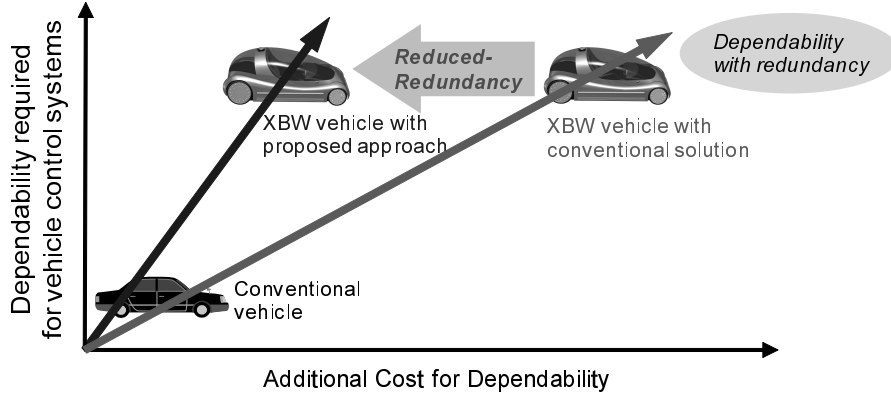 Dependability required
for vehicle control systems
Reduced-
Redundancy
Dependability
with redundancy
XBW vehicle with
proposed approach
XBW vehicle with
conventional solution
Conventional
vehicle
Additional Cost for Dependability